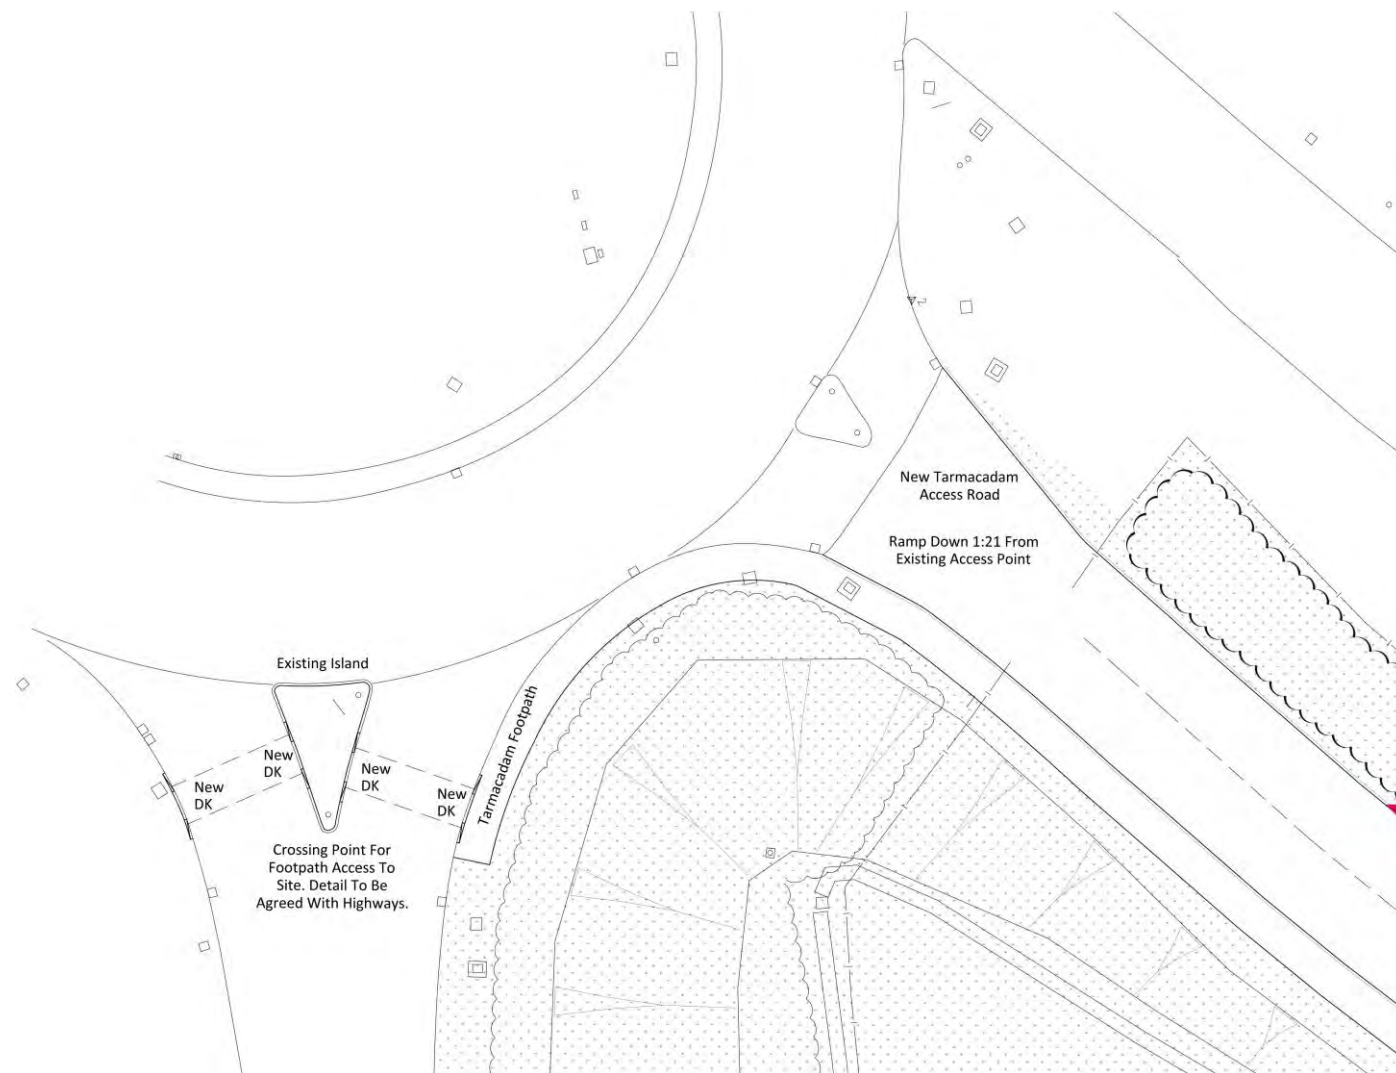 New Tarmacadam
Access Road
Ramp Down 1:21 From
Existing Access Point
Existing Island
Tarmacadam Footpath
New
DK
New
DK
New
DK
New
DK
Crossing Point For
Footpath Access To
Site. Detail To Be
Agreed With Highways.